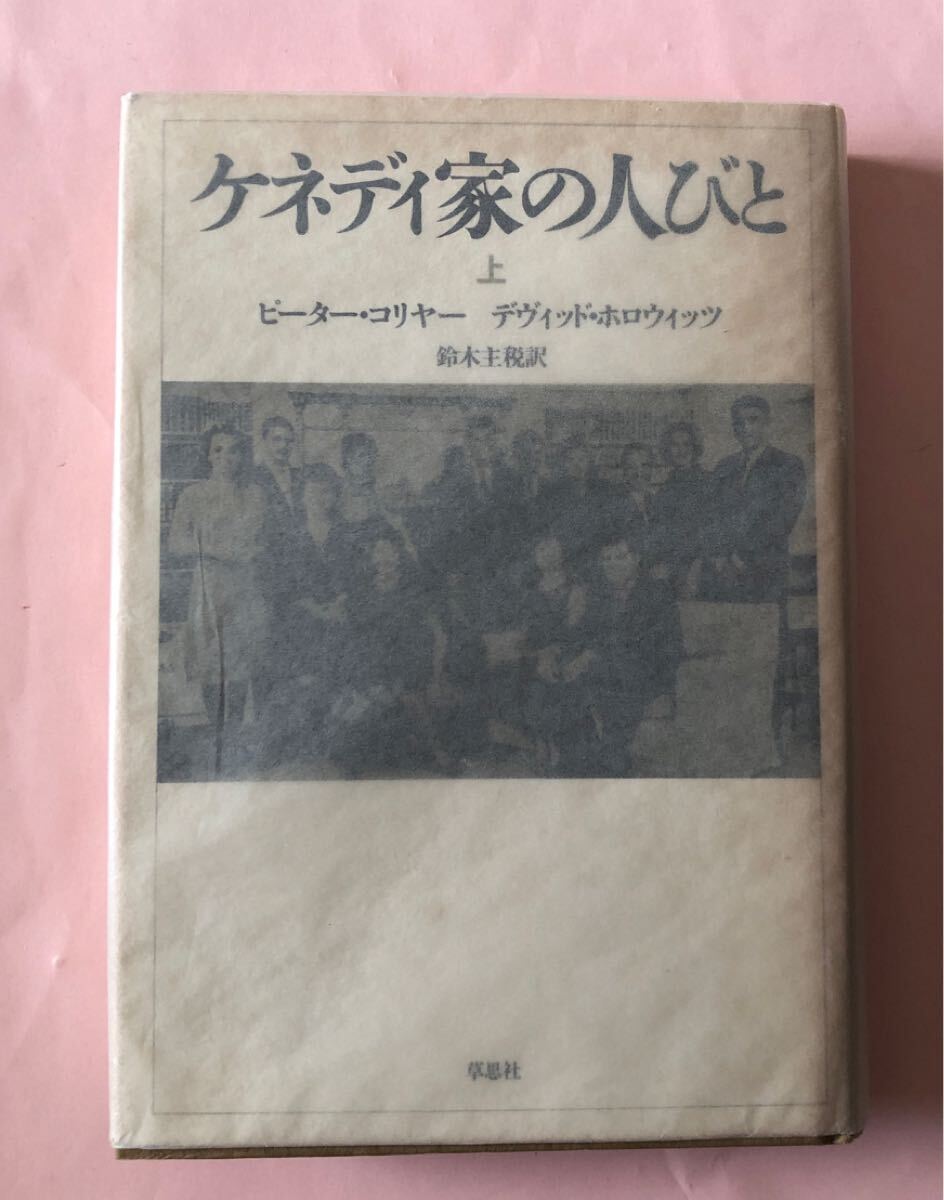 ケネディ家の人びと
上
ピーター・コリヤー デヴィッド・ホロウィッツ
鈴木主税訳
草思社